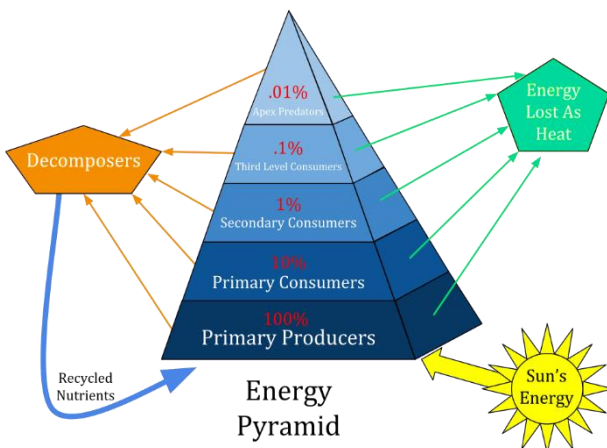 .01%
Apex Predators
.1%
Third Level Consumers
1%
Secondary Consumers
10%
Primary Consumers
100%
Primary Producers
Decomposers
Energy
Lost As
Heat
Recycled
Nutrients
Energy
Pyramid
Sun's
Energy